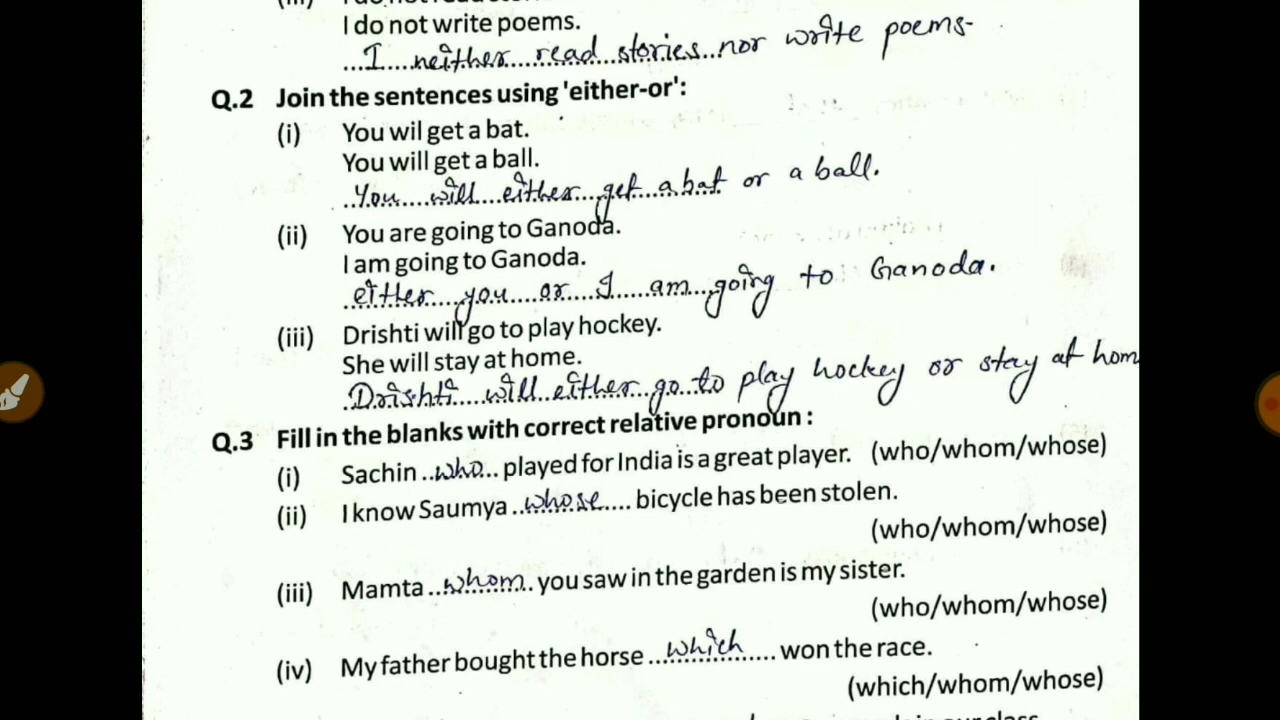 I do not write poems.
...I....neither........read...stories...nor write poems-
Q.2 Join the sentences using 'either-or':
(i) You wil get a bat.
You will get a ball.
...You....will....either...get...a bat or a ball.
(ii) You are going to Ganoda.
I am going to Ganoda.
either....you....or....I....am...going to Ganoda.
(iii) Drishti will go to play hockey.
She will stay at home.
Drishti....will..either..go..to play hockey or stay at hom
Q.3 Fill in the blanks with correct relative pronoun :
(i) Sachin ..who... played for India is a great player. (who/whom/whose)
(ii) I know Saumya ..whose.... bicycle has been stolen.
(who/whom/whose)
(iii) Mamta ..whom.. you saw in the garden is my sister.
(who/whom/whose)
(iv) My father bought the horse ...which.... won the race.
(which/whom/whose)